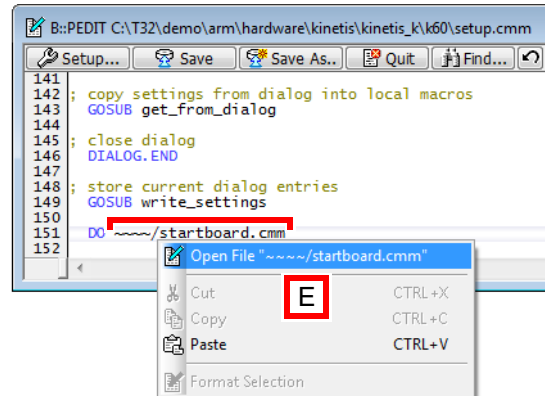 B::PEDIT C:\T32\demo\arm\hardware\kinetis\kinetis_k\k60\setup.cmm
Setup... Save Save As.. Quit Find...
141
142 ; copy settings from dialog into local macros
143 GOSUB get_from_dialog
144
145 ; close dialog
146 DIALOG.END
147
148 ; store current dialog entries
149 GOSUB write_settings
150
151 DO ~~~~/startboard.cmm
152
Open File "~~~~/startboard.cmm"
Cut CTRL+X
E
Copy CTRL+C
Paste CTRL+V
Format Selection